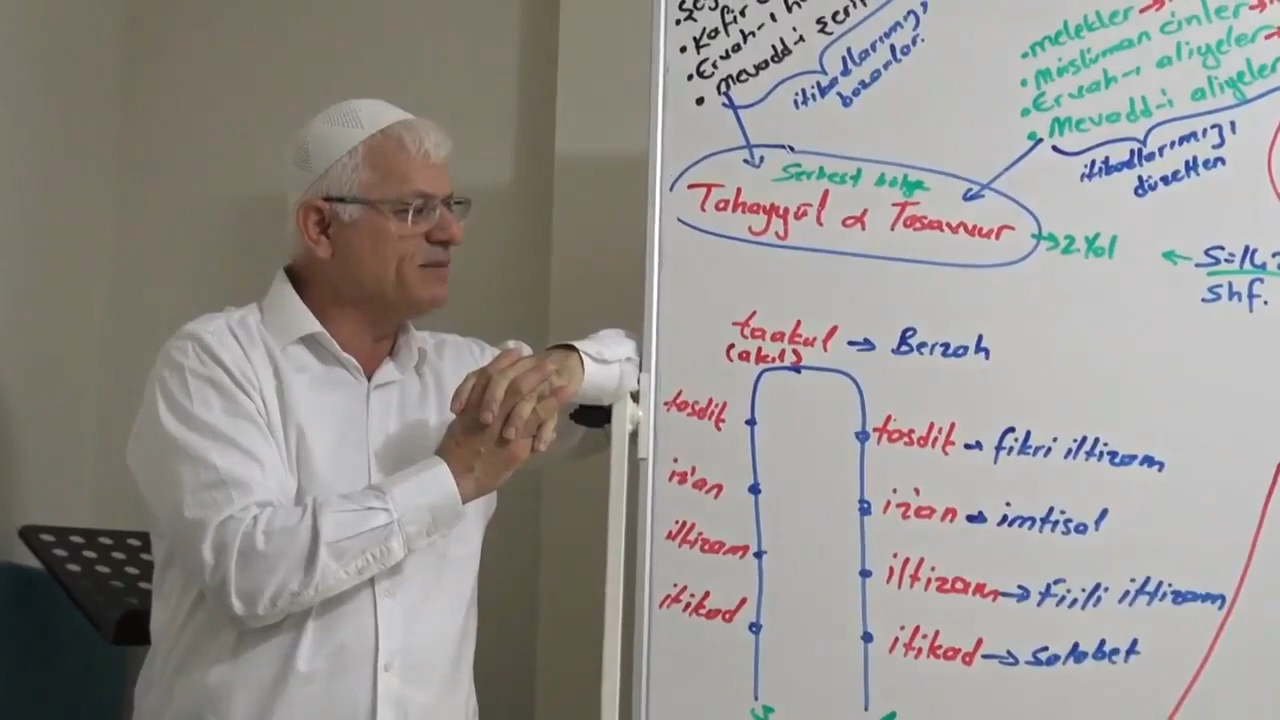 • Kafir
• Ervah-ı
• mevadd-i
itikadlarımızı
bozanlar.
• melekler →
• müslüman cinler →
• Ervah-ı aliyeler →
• Mevadd-i aliyeler
itikadlarımızı
düzelten
Serbest bölge
Tahayyül & Tasavvur
→ 2%1
shf.
taakul → Berzah
(akıl)
tasdik
iz'an
iltizam
itikad
tasdik → fikri iltizam
iz'an → imtisal
iltizam → Fiili iltizam
itikad → salabet